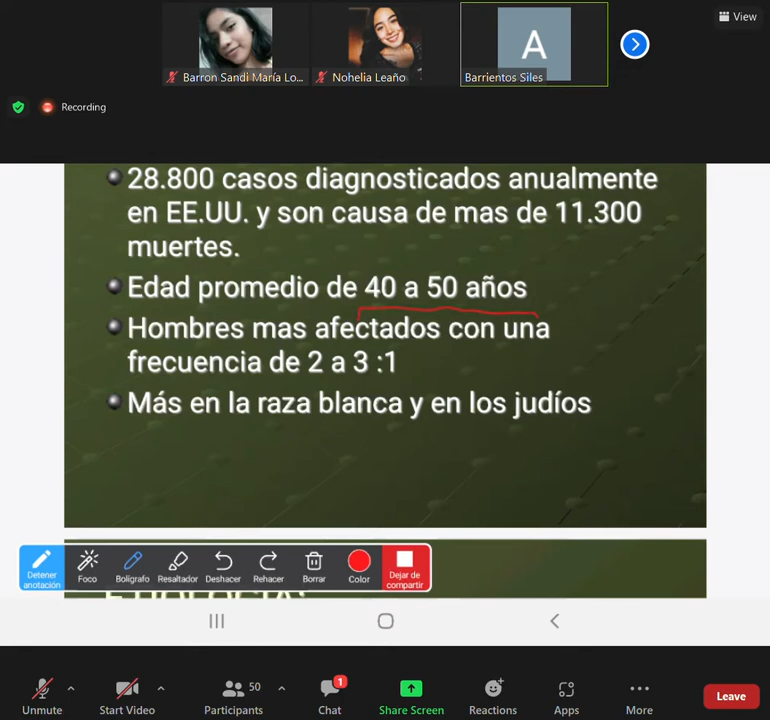 View
Barron Sandi María Lo...
Nohelia Leaño
A
Barrientos Siles
Recording
28.800 casos diagnosticados anualmente
en EE.UU. y son causa de mas de 11.300
muertes.
Edad promedio de 40 a 50 años
Hombres mas afectados con una
frecuencia de 2 a 3 :1
Más en la raza blanca y en los judíos
Detener
anotación
Foco
Bolígrafo
Resaltador
Deshacer
Rehacer
Borrar
Color
Dejar de
compartir
ETIOLOGIA:
Unmute
Start Video
50
Participants
1
Chat
Share Screen
Reactions
Apps
More
Leave